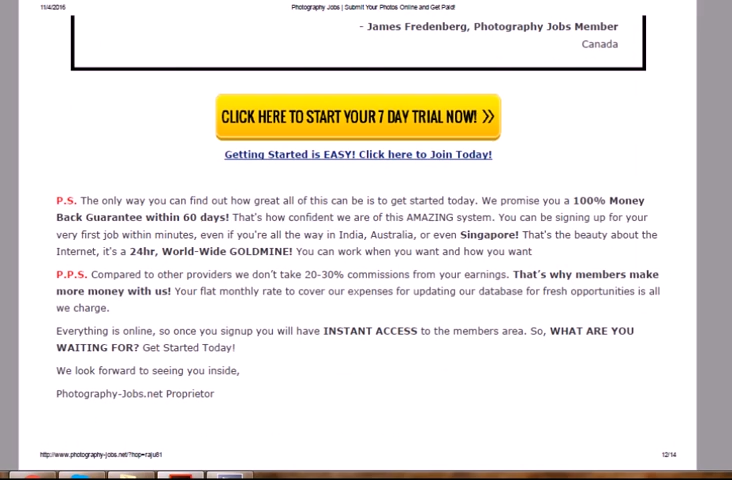 11/4/2016 Photography Jobs | Submit Your Photos Online and Get Paid!
- James Fredenberg, Photography Jobs Member
Canada
CLICK HERE TO START YOUR 7 DAY TRIAL NOW! »
Getting Started is EASY! Click here to Join Today!
P.S. The only way you can find out how great all of this can be is to get started today. We promise you a 100% Money
Back Guarantee within 60 days! That's how confident we are of this AMAZING system. You can be signing up for your
very first job within minutes, even if you're all the way in India, Australia, or even Singapore! That's the beauty about the
Internet, it's a 24hr, World-Wide GOLDMINE! You can work when you want and how you want
P.P.S. Compared to other providers we don't take 20-30% commissions from your earnings. That's why members make
more money with us! Your flat monthly rate to cover our expenses for updating our database for fresh opportunities is all
we charge.
Everything is online, so once you signup you will have INSTANT ACCESS to the members area. So, WHAT ARE YOU
WAITING FOR? Get Started Today!
We look forward to seeing you inside,
Photography-Jobs.net Proprietor
http://www.photography-jobs.net/?hop=raju81 12/14